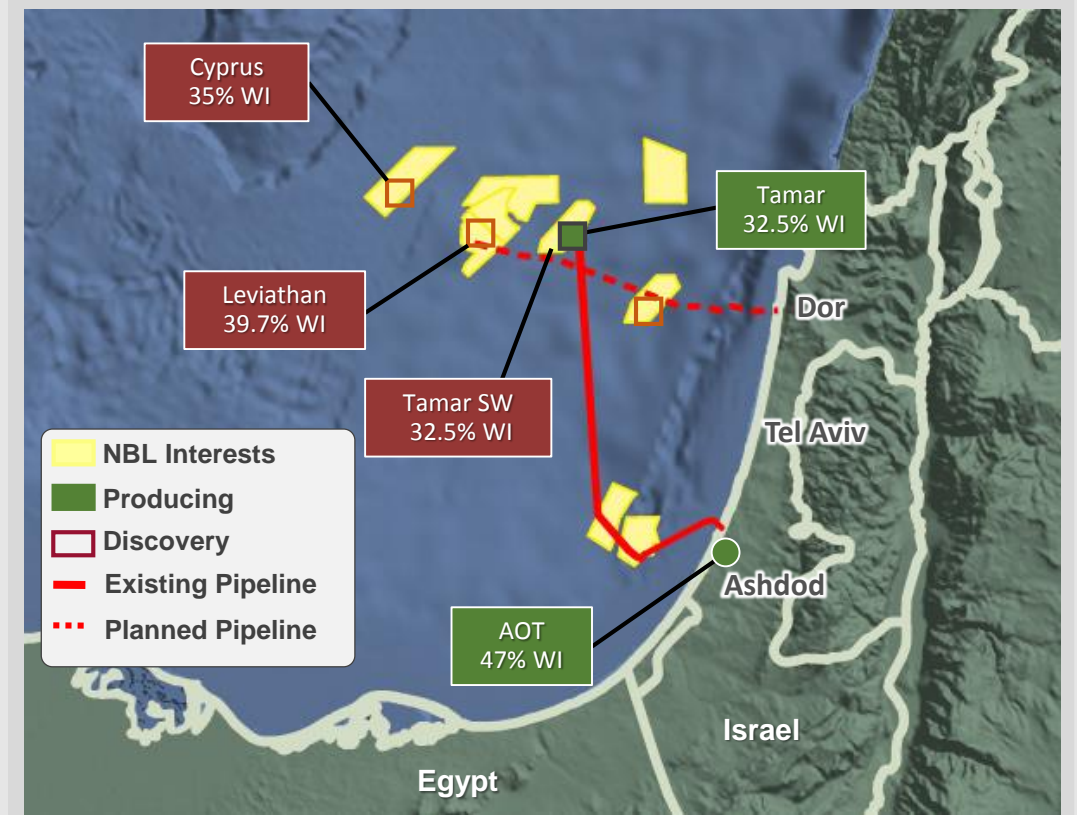 Cyprus
35% WI
Tamar
32.5% WI
Leviathan
39.7% WI
Dor
Tamar SW
32.5% WI
Tel Aviv
NBL Interests
Producing
Discovery
Existing Pipeline
Planned Pipeline
Ashdod
AOT
47% WI
Israel
Egypt